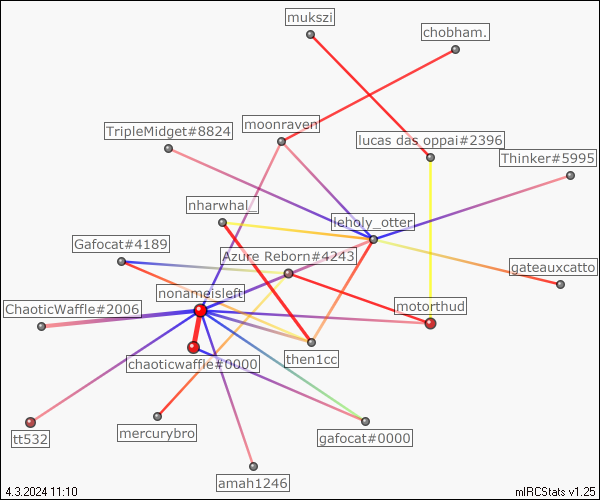 mukszi
chobham.
moonraven
TripleMidget#8824
lucas das oppai#2396
Thinker#5995
nharwhal_
leholy_otter
Gafocat#4189
Azure Reborn#4243
gateauxcatto
nonameisleft
ChaoticWaffle#2006
motorthud
then1cc
chaoticwaffle#0000
mercurybro
gafocat#0000
tt532
amah1246
4.3.2024 11:10
mIRCStats v1.25